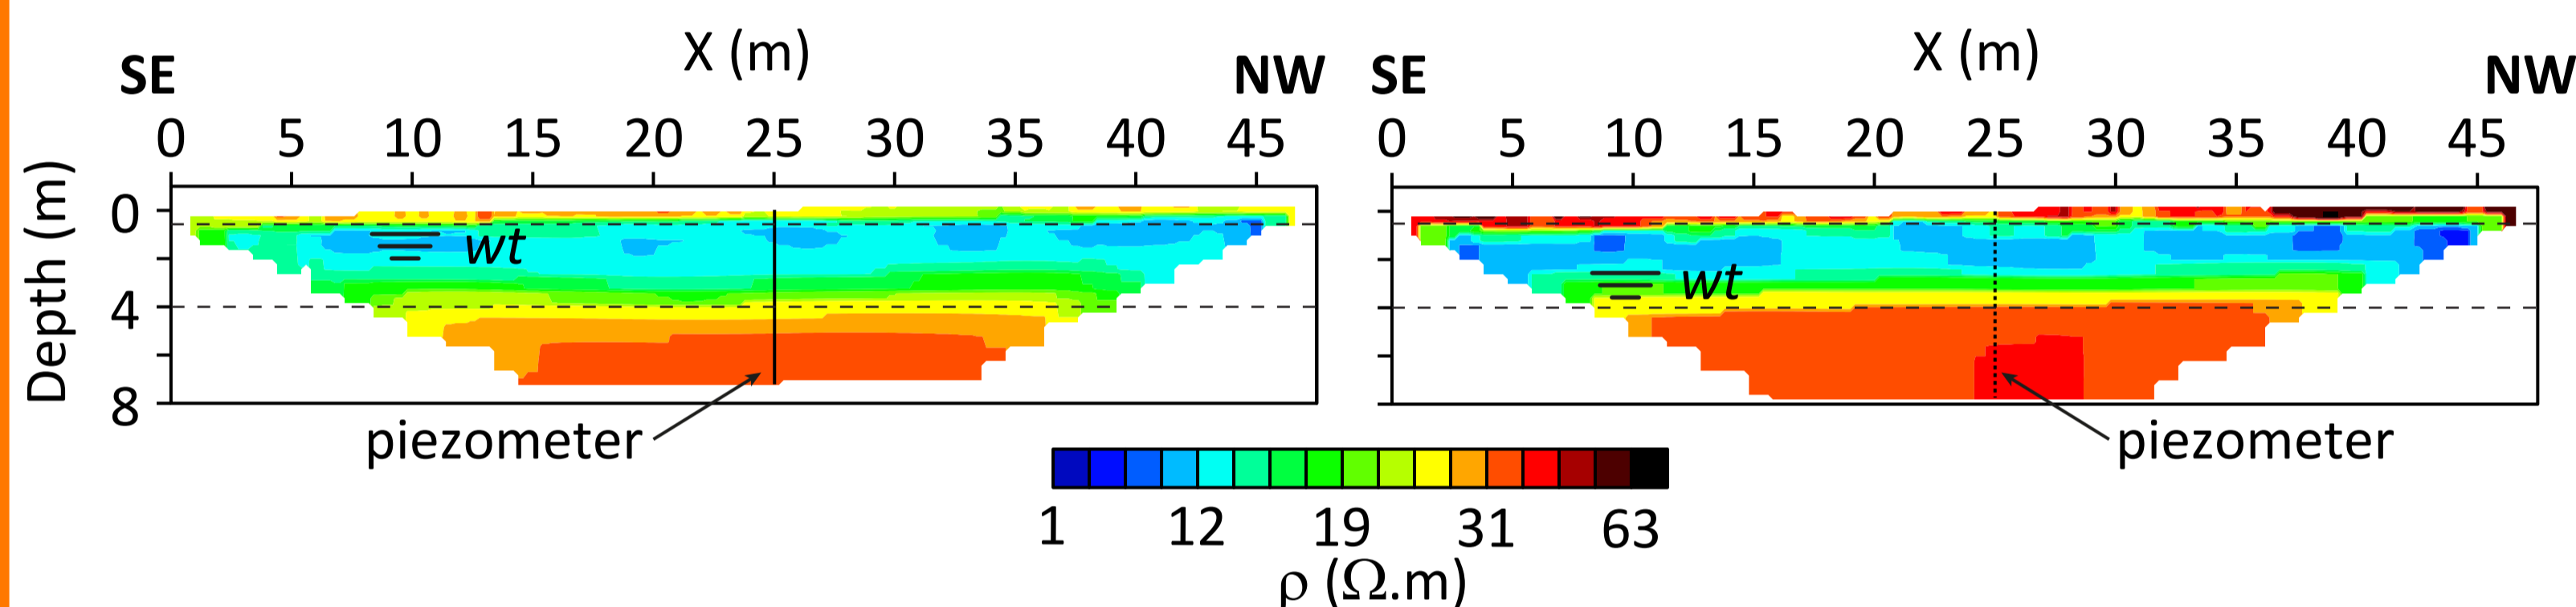 X (m) X (m)
SE NW SE NW
0 5 10 15 20 25 30 35 40 45 0 5 10 15 20 25 30 35 40 45
Depth (m)
0
wt wt
4
8
piezometer piezometer
1 12 19 31 63
ρ (Ω.m)